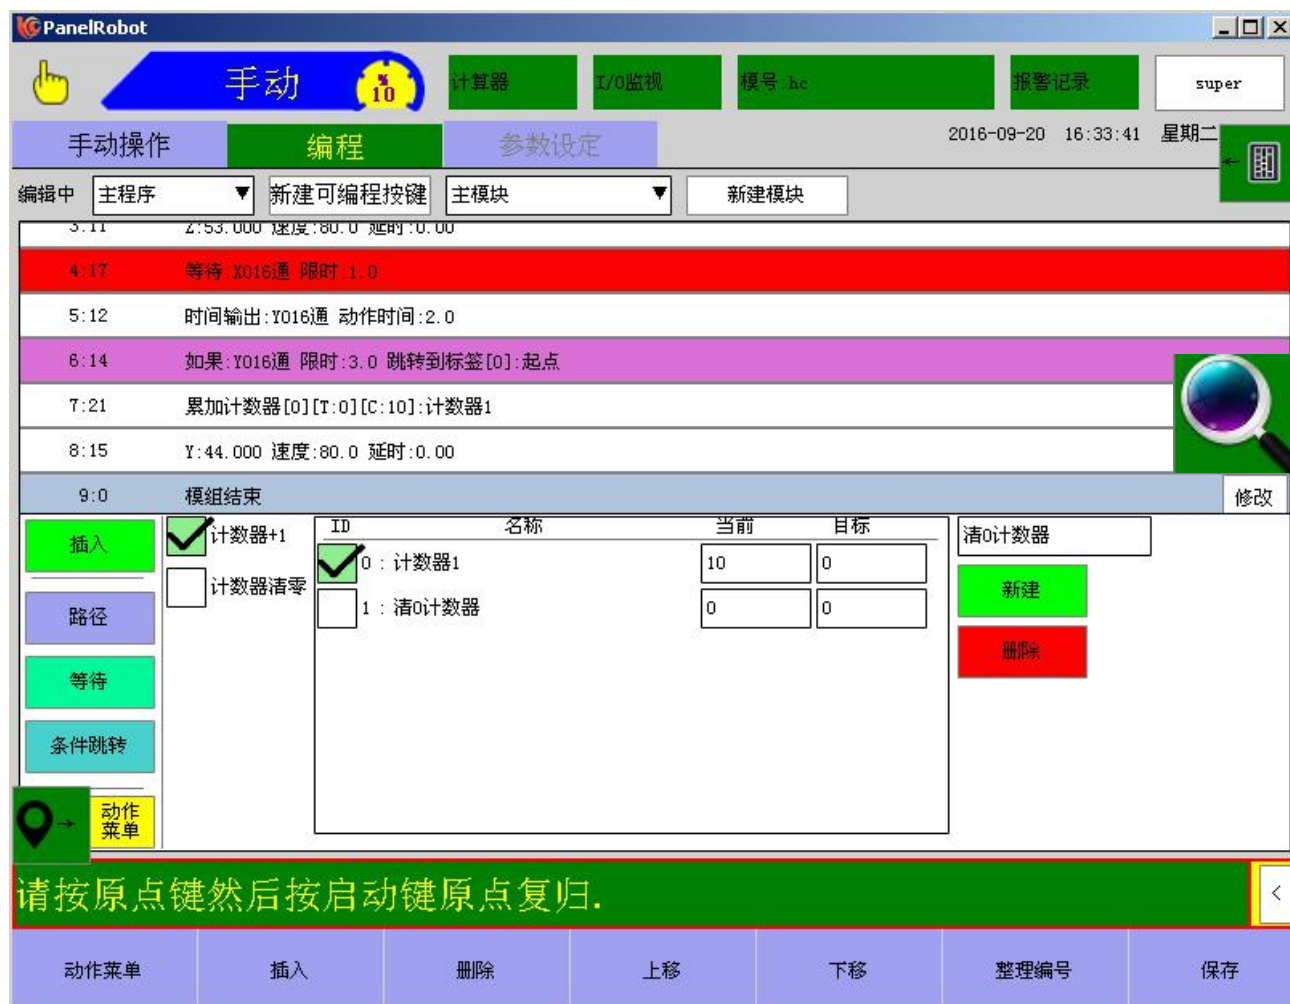 PanelRobot
手动 % 10 计算器 I/O监视 模号:hc 报警记录 super
手动操作 编程 参数设定 2016-09-20 16:33:41 星期二
编辑中 主程序 新建可编程按键 主模块 新建模块
3:11 Z:53.000 速度:80.0 延时:0.00
4:17 等待:X016通 限时:1.0
5:12 时间输出:Y016通 动作时间:2.0
6:14 如果:Y016通 限时:3.0 跳转到标签[0]:起点
7:21 累加计数器[0][T:0][C:10]:计数器1
8:15 Y:44.000 速度:80.0 延时:0.00
9:0 模组结束 修改
插入 计数器+1 ID 名称 当前 目标 清0计数器
0 : 计数器1 10 0
计数器清零 新建
路径 1 : 清0计数器 0 0
删除
等待
条件跳转
动作
菜单
请按原点键然后按启动键原点复归. <
动作菜单 插入 删除 上移 下移 整理编号 保存